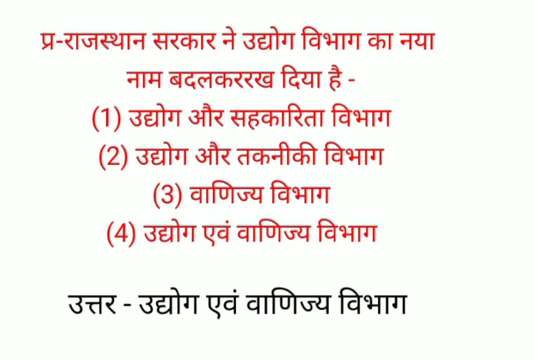 प्र-राजस्थान सरकार ने उद्योग विभाग का नया
नाम बदलकररख दिया है -
(1) उद्योग और सहकारिता विभाग
(2) उद्योग और तकनीकी विभाग
(3) वाणिज्य विभाग
(4) उद्योग एवं वाणिज्य विभाग
उत्तर - उद्योग एवं वाणिज्य विभाग